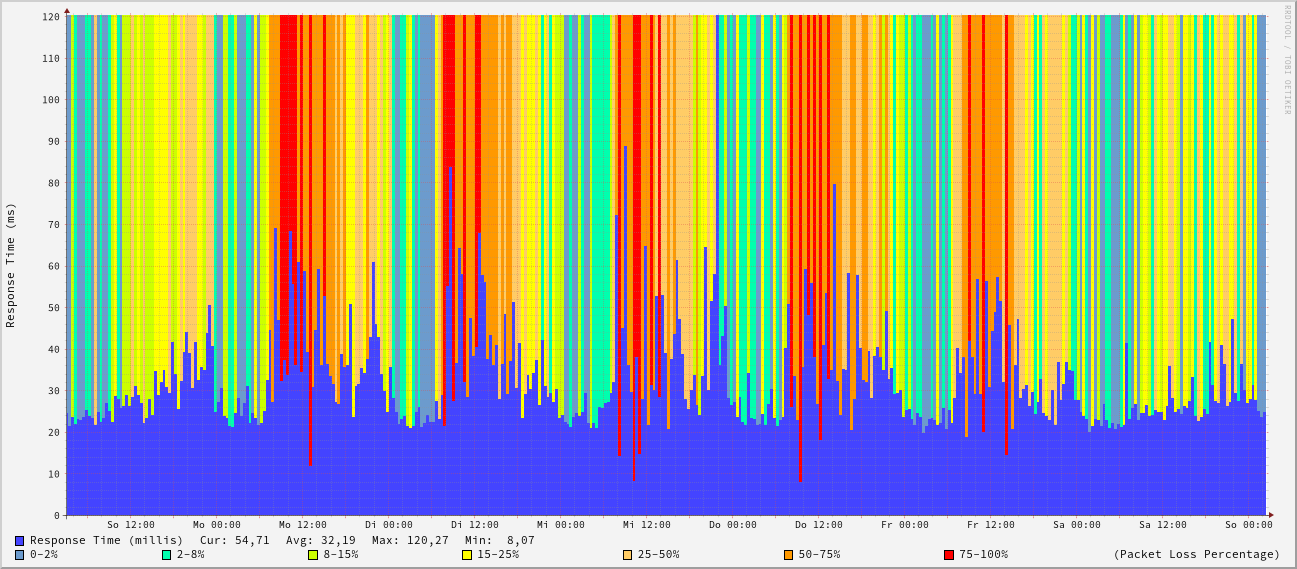 RRDTOOL / TOBI OETIKER
Response Time (ms)
120
110
100
90
80
70
60
50
40
30
20
10
0
So 12:00 Mo 00:00 Mo 12:00 Di 00:00 Di 12:00 Mi 00:00 Mi 12:00 Do 00:00 Do 12:00 Fr 00:00 Fr 12:00 Sa 00:00 Sa 12:00 So 00:00
Response Time (millis) Cur: 54,71 Avg: 32,19 Max: 120,27 Min: 8,07
0-2% 2-8% 8-15% 15-25% 25-50% 50-75% 75-100% (Packet Loss Percentage)